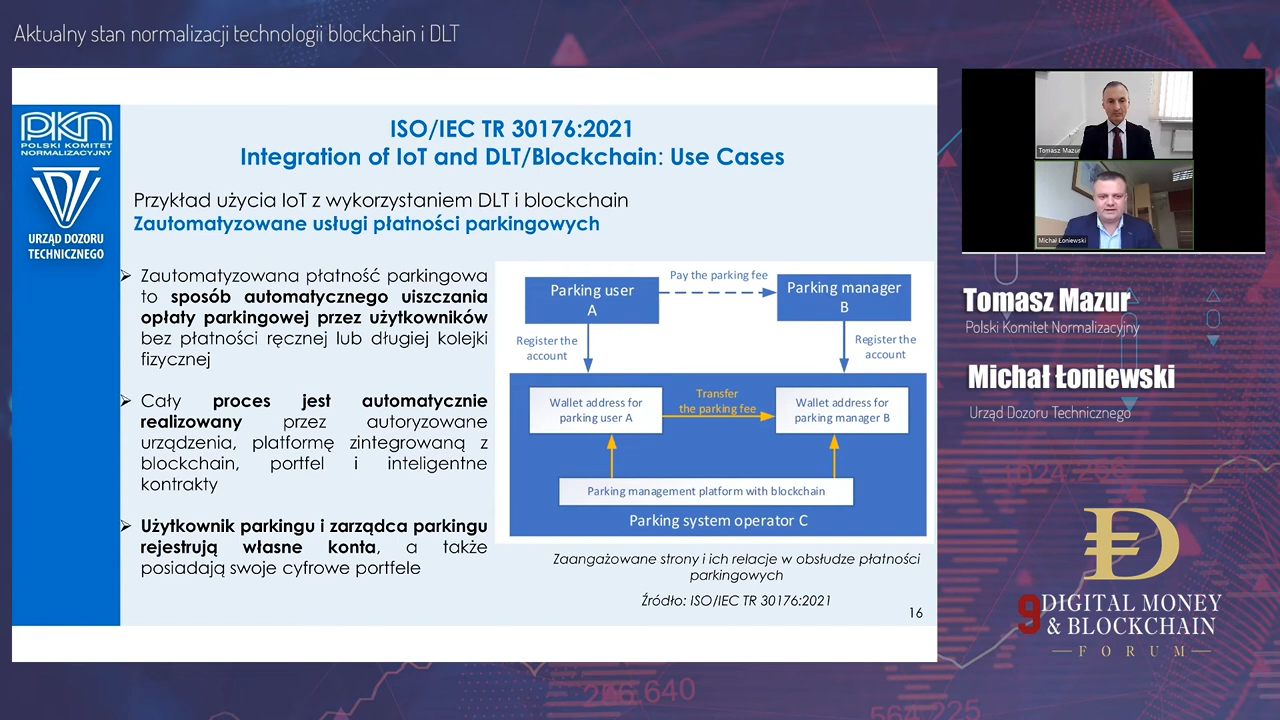 Aktualny stan normalizacji technologii blockchain i DLT
PKN
POLSKI KOMITET
NORMALIZACYJNY
URZĄD DOZORU
TECHNICZNEGO
ISO/IEC TR 30176:2021
Integration of IoT and DLT/Blockchain: Use Cases
Przykład użycia IoT z wykorzystaniem DLT i blockchain
Zautomatyzowane usługi płatności parkingowych
Zautomatyzowana płatność parkingowa
to sposób automatycznego uiszczania
opłaty parkingowej przez użytkowników
bez płatności ręcznej lub długiej kolejki
fizycznej
Cały proces jest automatycznie
realizowany przez autoryzowane
urządzenia, platformę zintegrowaną z
blockchain, portfel i inteligentne
kontrakty
Użytkownik parkingu i zarządca parkingu
rejestrują własne konta, a także
posiadają swoje cyfrowe portfele
Parking user
A
Pay the parking fee
Parking manager
B
Register the
account
Register the
account
Wallet address for
parking user A
Transfer
the parking fee
Wallet address for
parking manager B
Parking management platform with blockchain
Parking system operator C
Zaangażowane strony i ich relacje w obsłudze płatności
parkingowych
Źródło: ISO/IEC TR 30176:2021
16
Tomasz Mazur
Michał Łoniewski
Tomasz Mazur
Polski Komitet Normalizacyjny
Michał Łoniewski
Urząd Dozoru Technicznego
1024.256
9 DIGITAL MONEY
& BLOCKCHAIN
FORUM
256.640
564.225